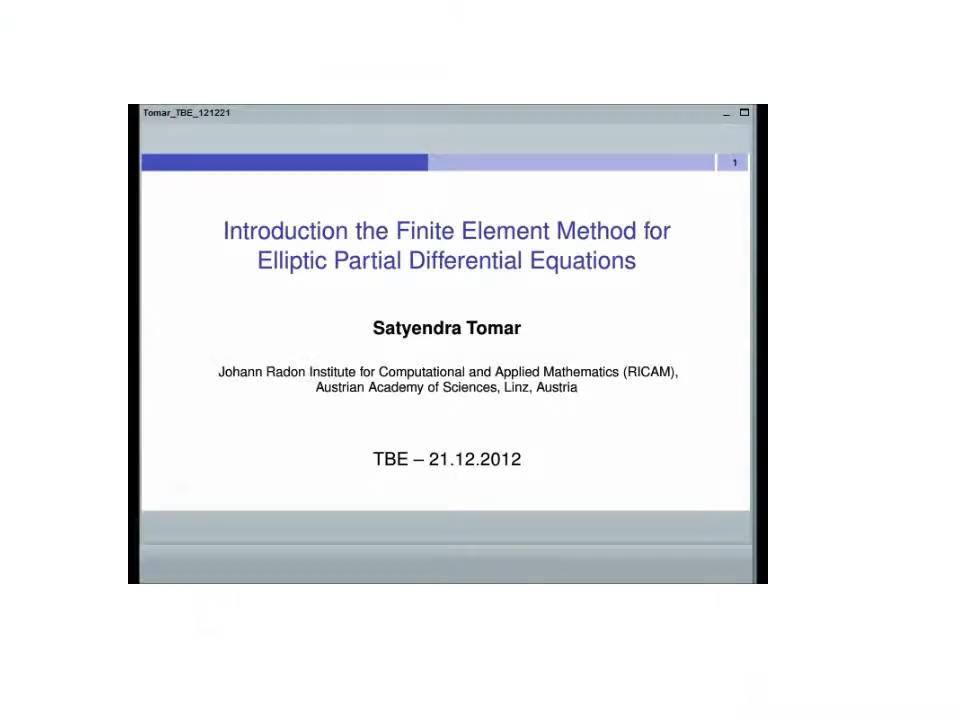 Tomar_TBE_121221
1
Introduction the Finite Element Method for
Elliptic Partial Differential Equations
Satyendra Tomar
Johann Radon Institute for Computational and Applied Mathematics (RICAM),
Austrian Academy of Sciences, Linz, Austria
TBE – 21.12.2012